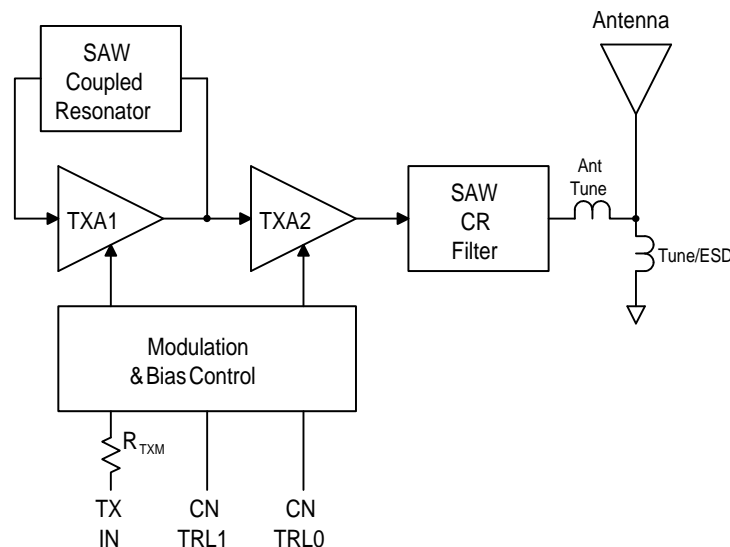 Antenna
SAW
Coupled
Resonator
Ant
Tune
TXA1
TXA2
SAW
CR
Filter
Tune/ESD
Modulation
& Bias Control
R TXM
TX
IN
CN
TRL1
CN
TRL0